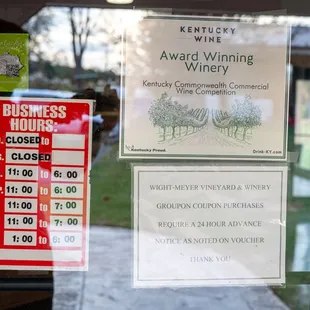 KENTUCKY
WINE
Award Winning
Winery
Kentucky Commonwealth Commercial
Wine Competition
Kentucky Proud
Drink-KY.com
BUSINESS
HOURS:
CLOSED to
CLOSED to
11:00 to 6:00
11:00 to 6:00
11:00 to 7:00
11:00 to 7:00
1:00 to 6:00
WIGHT-MEYER VINEYARD & WINERY
GROUPON COUPON PURCHASES
REQUIRE A 24 HOUR ADVANCE
NOTICE AS NOTED ON VOUCHER
THANK YOU